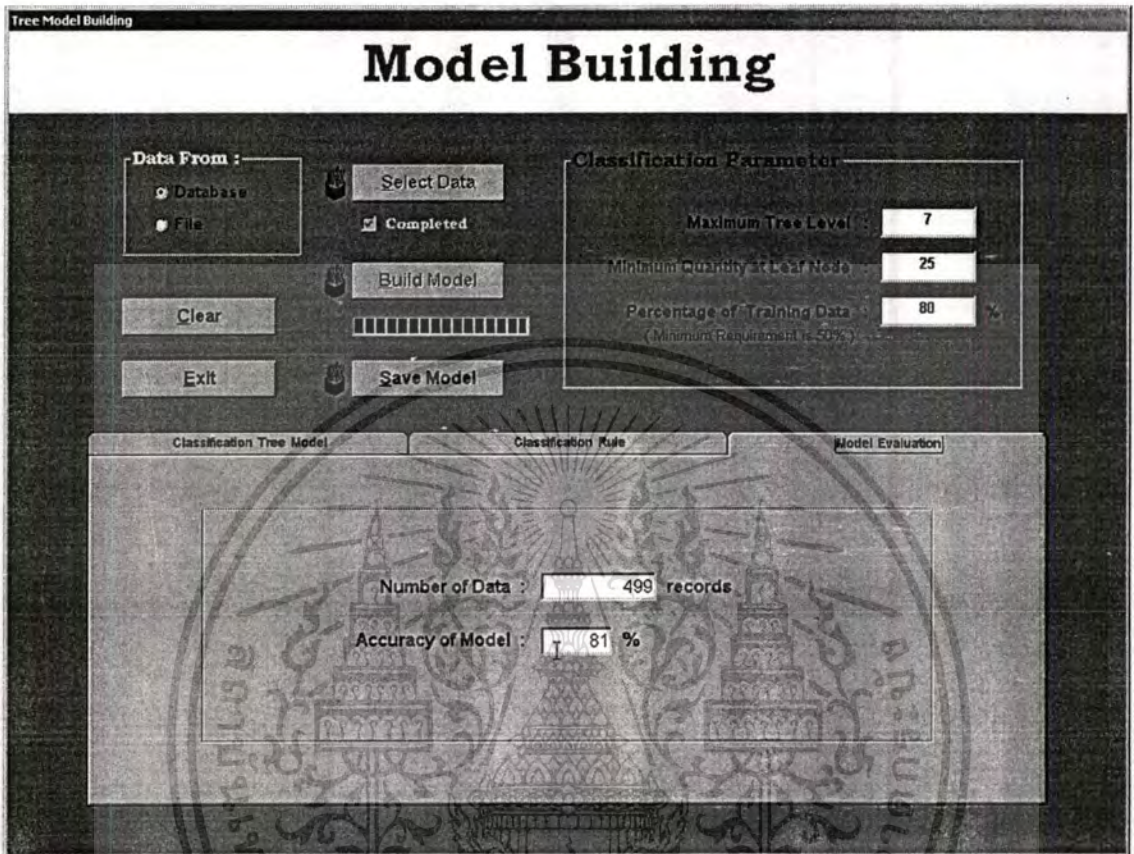 Tree Model Building
Model Building
Data From :
Database
File
Select Data
Completed
Build Model
Clear
Exit
Save Model
Classification Parameter
Maximum Tree Level : 7
Minimum Quantity at Leaf Node : 25
Percentage of Training Data : 80 %
( Minimum Requirement is 50% )
Classification Tree Model
Classification Rule
Model Evaluation
Number of Data : 499 records
Accuracy of Model : 81 %